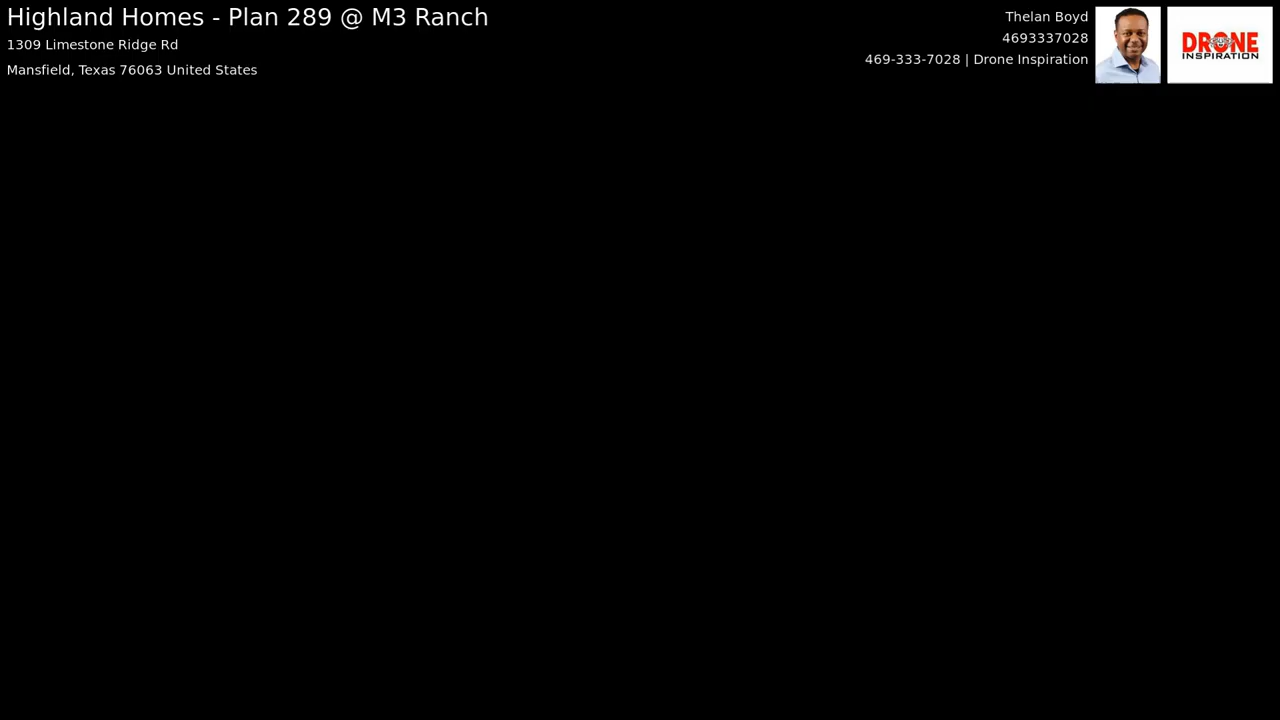 Highland Homes - Plan 289 @ M3 Ranch
1309 Limestone Ridge Rd
Mansfield, Texas 76063 United States
Thelan Boyd
4693337028
469-333-7028 | Drone Inspiration
DRONE
INSPIRATION